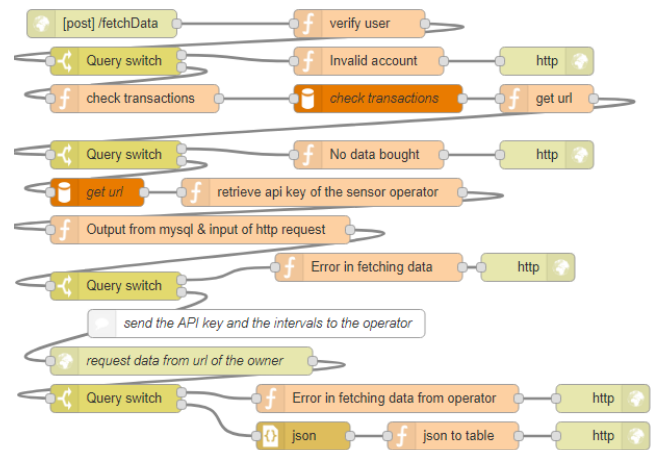 [post] /fetchData
verify user
Query switch
Invalid account
http
check transactions
check transactions
get url
Query switch
No data bought
http
get url
retrieve api key of the sensor operator
Output from mysql & input of http request
Error in fetching data
http
Query switch
send the API key and the intervals to the operator
request data from url of the owner
Query switch
Error in fetching data from operator
http
json
json to table
http